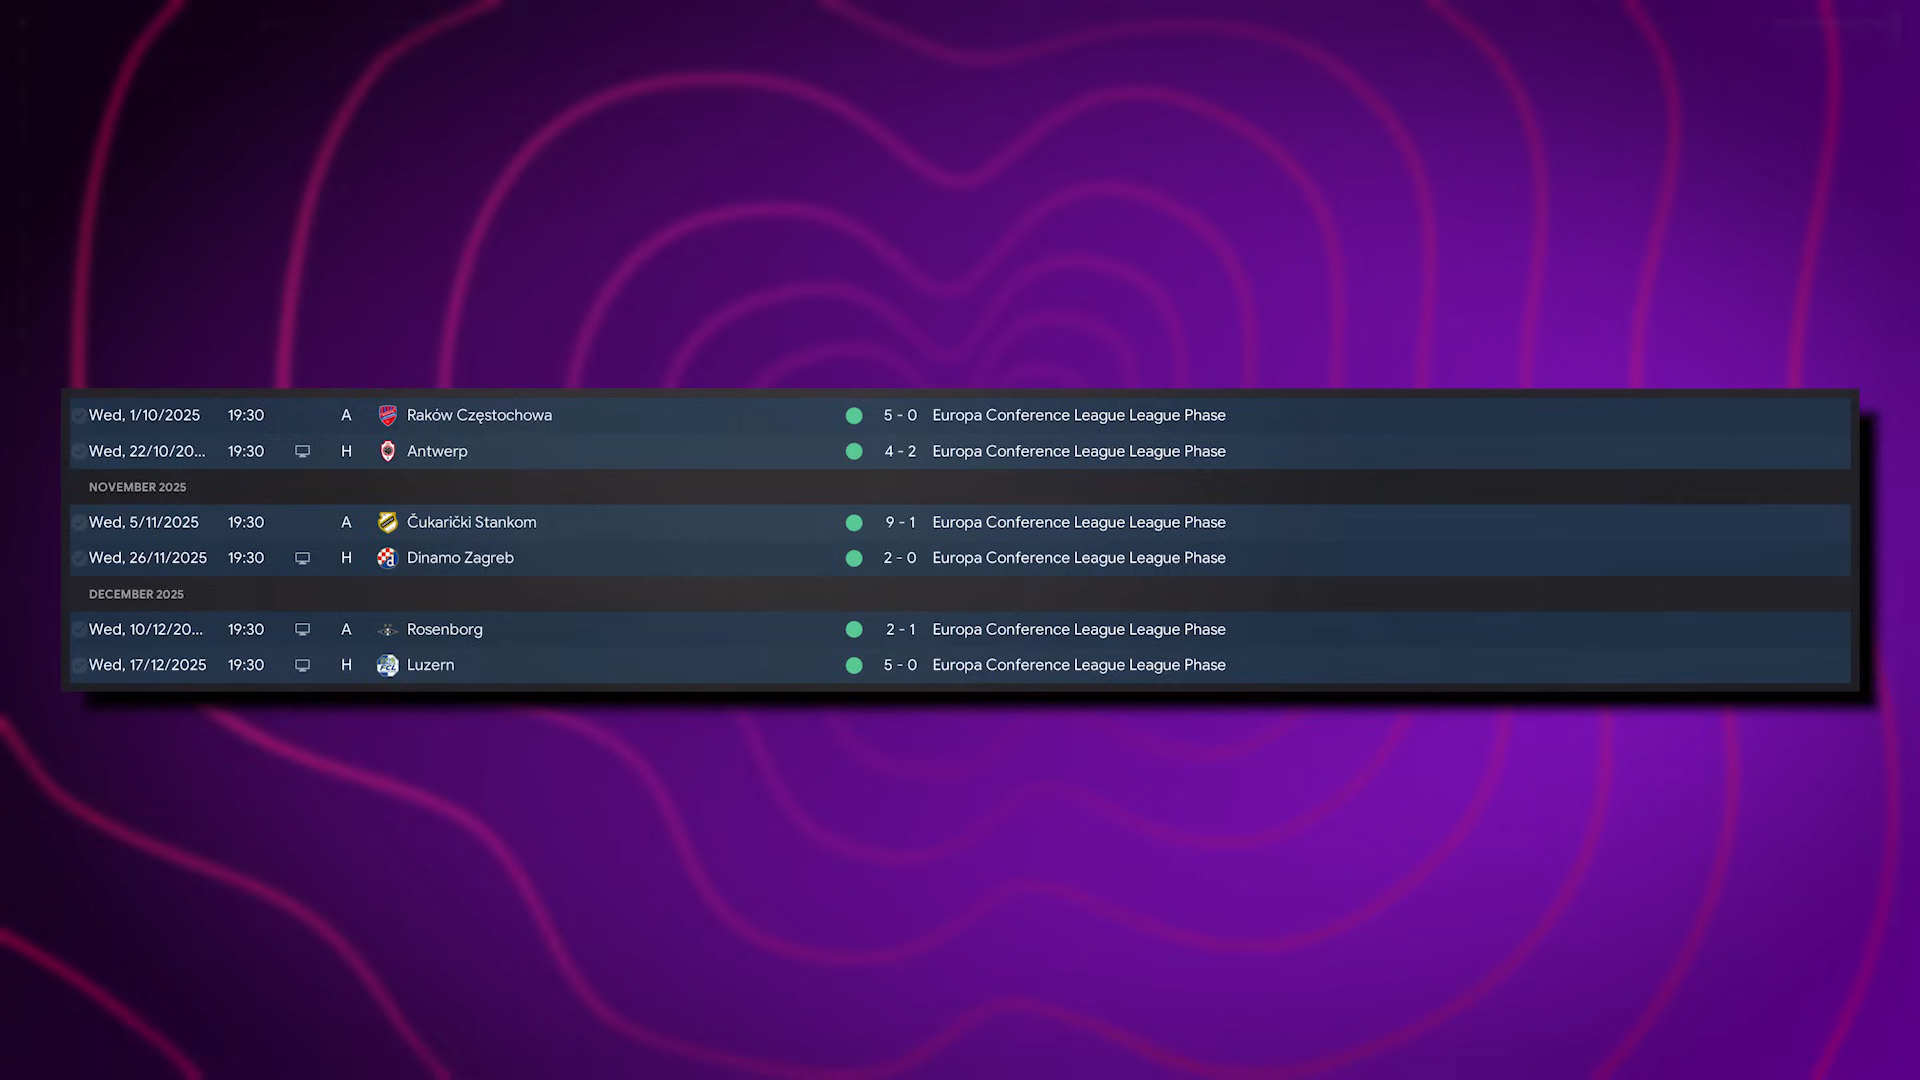 Wed, 1/10/2025 19:30 A Raków Częstochowa 5 - 0 Europa Conference League League Phase
Wed, 22/10/20... 19:30 H Antwerp 4 - 2 Europa Conference League League Phase
NOVEMBER 2025
Wed, 5/11/2025 19:30 A Čukarički Stankom 9 - 1 Europa Conference League League Phase
Wed, 26/11/2025 19:30 H Dinamo Zagreb 2 - 0 Europa Conference League League Phase
DECEMBER 2025
Wed, 10/12/20... 19:30 A Rosenborg 2 - 1 Europa Conference League League Phase
Wed, 17/12/2025 19:30 H Luzern 5 - 0 Europa Conference League League Phase